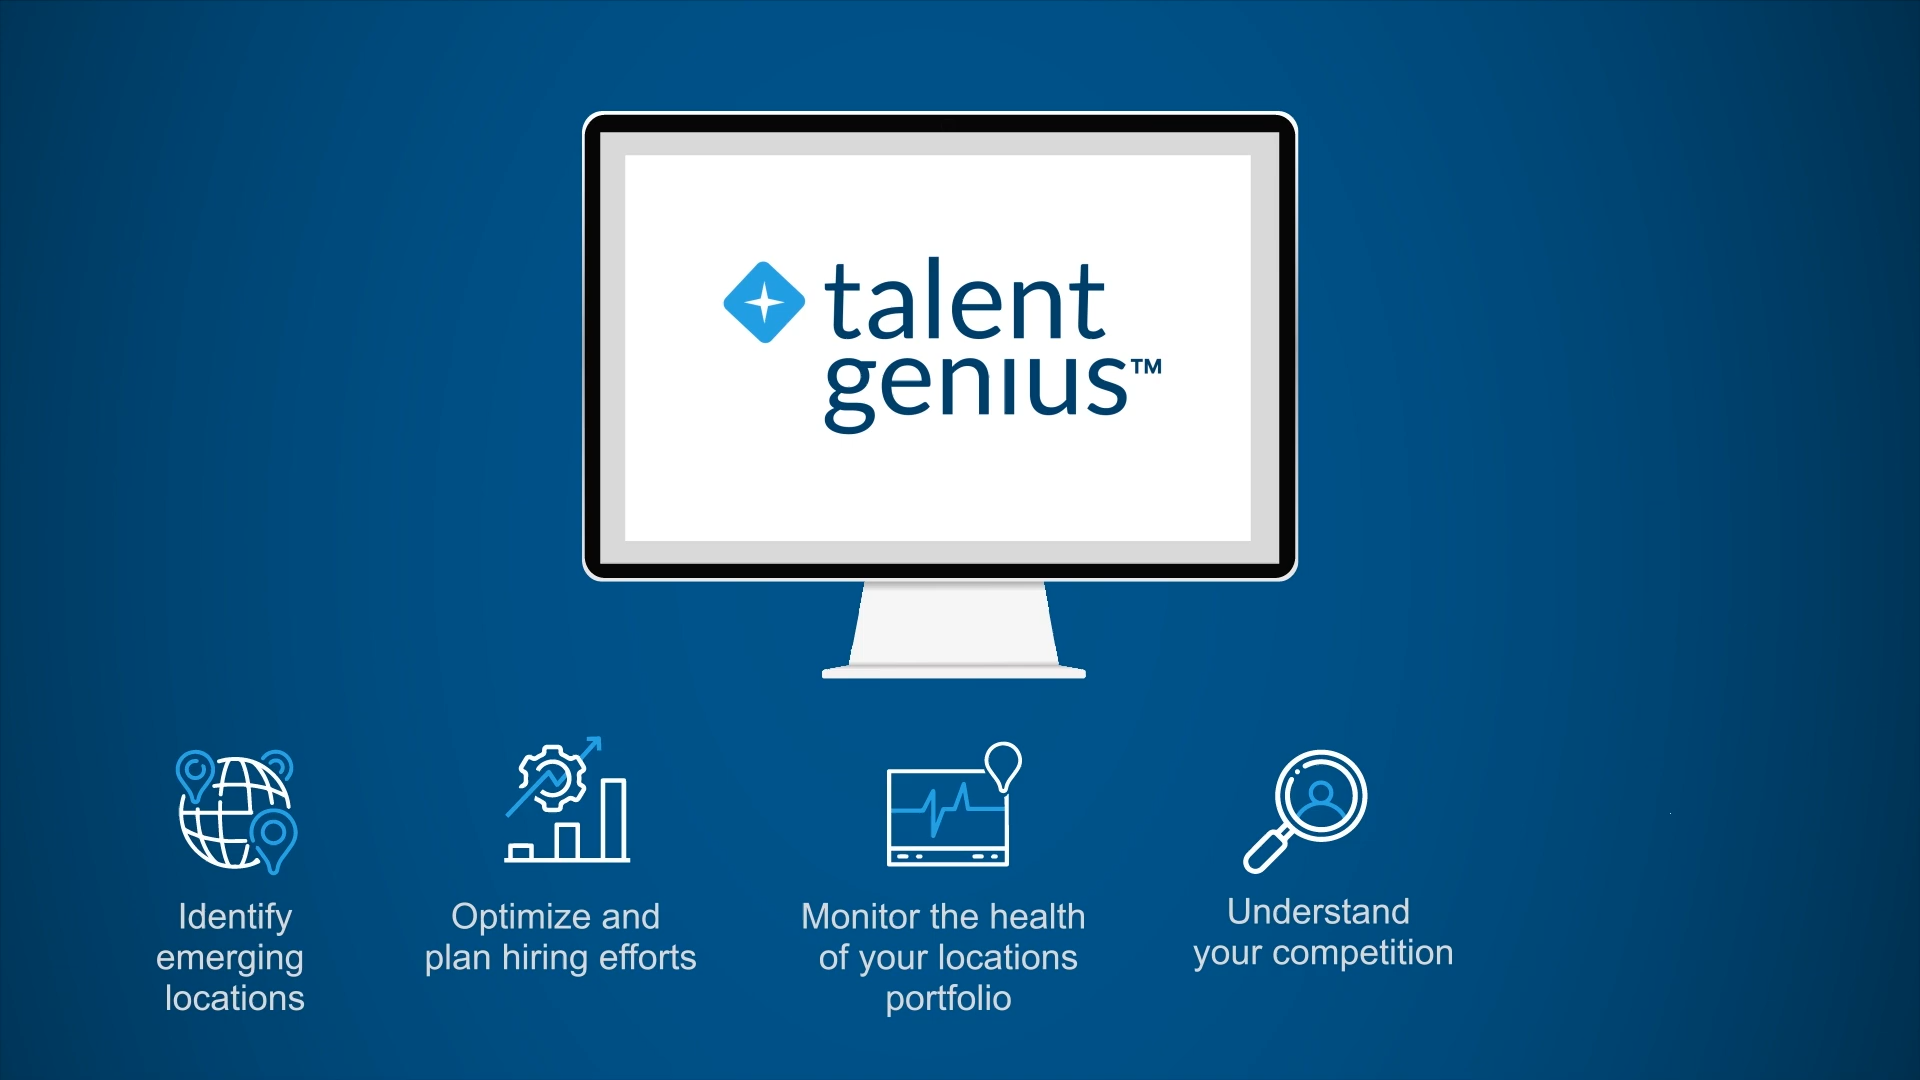 talent
genius™
Identify
emerging
locations
Optimize and
plan hiring efforts
Monitor the health
of your locations
portfolio
Understand
your competition